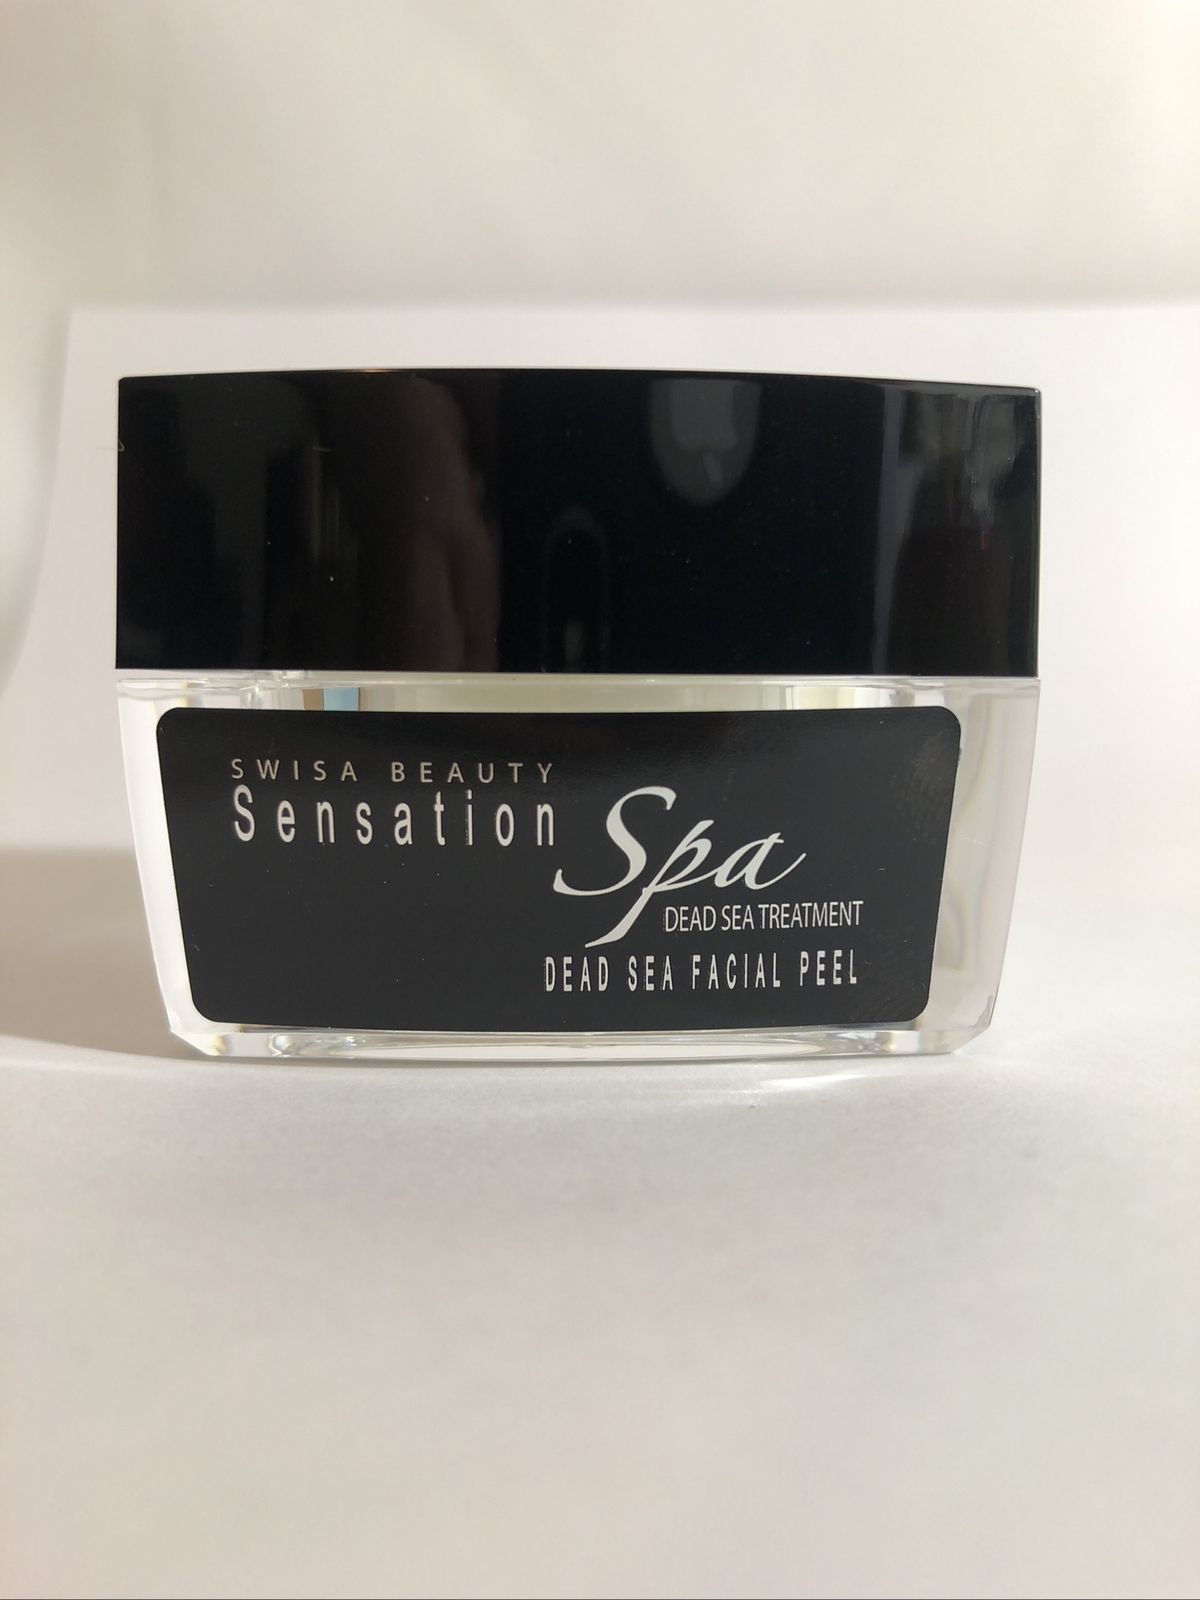 SWISA BEAUTY
Sensation
Spa
DEAD SEA TREATMENT
DEAD SEA FACIAL PEEL